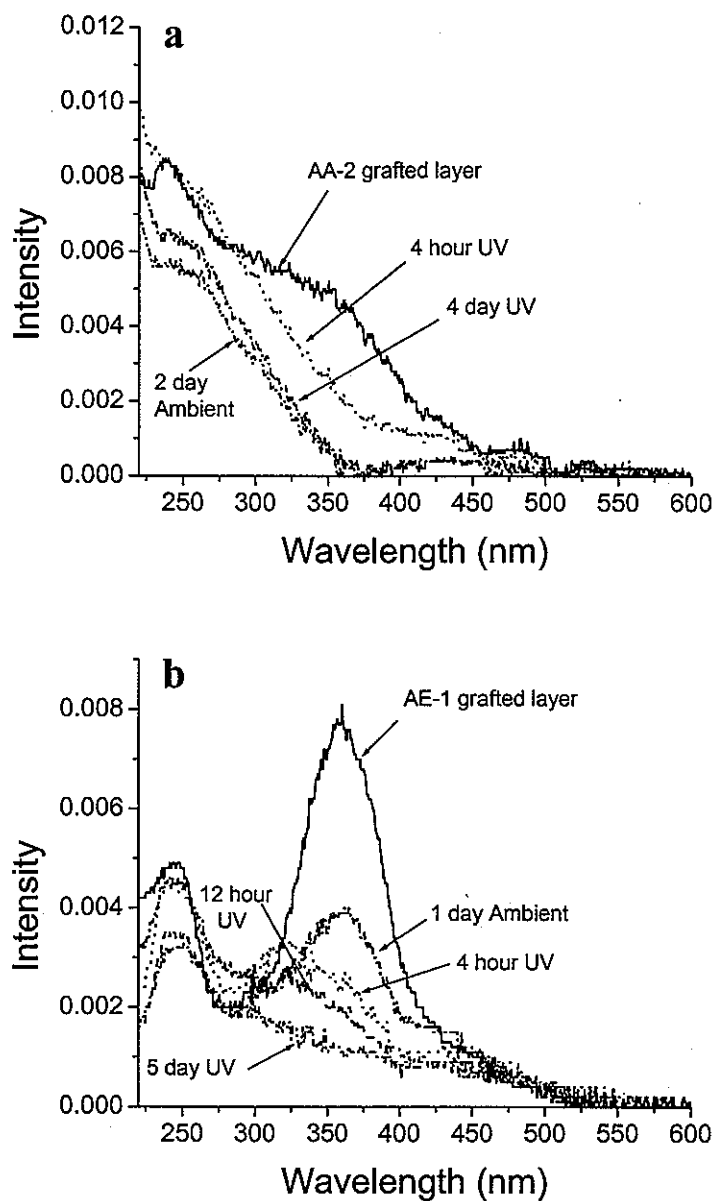 a
0.012
0.010
0.008
0.006
0.004
0.002
0.000
Intensity
AA-2 grafted layer
4 hour UV
4 day UV
2 day
Ambient
250 300 350 400 450 500 550 600
Wavelength (nm)
b
0.008
0.006
0.004
0.002
0.000
Intensity
AE-1 grafted layer
12 hour
UV
1 day Ambient
4 hour UV
5 day UV
250 300 350 400 450 500 550 600
Wavelength (nm)